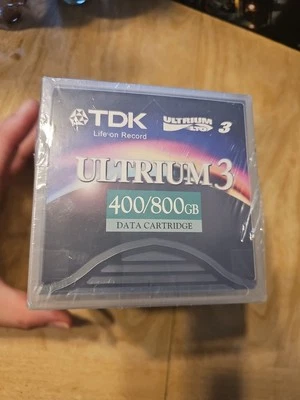 TDK
Life on Record
ULTRIUM
LTO 3
ULTRIUM 3
400/800GB
DATA CARTRIDGE